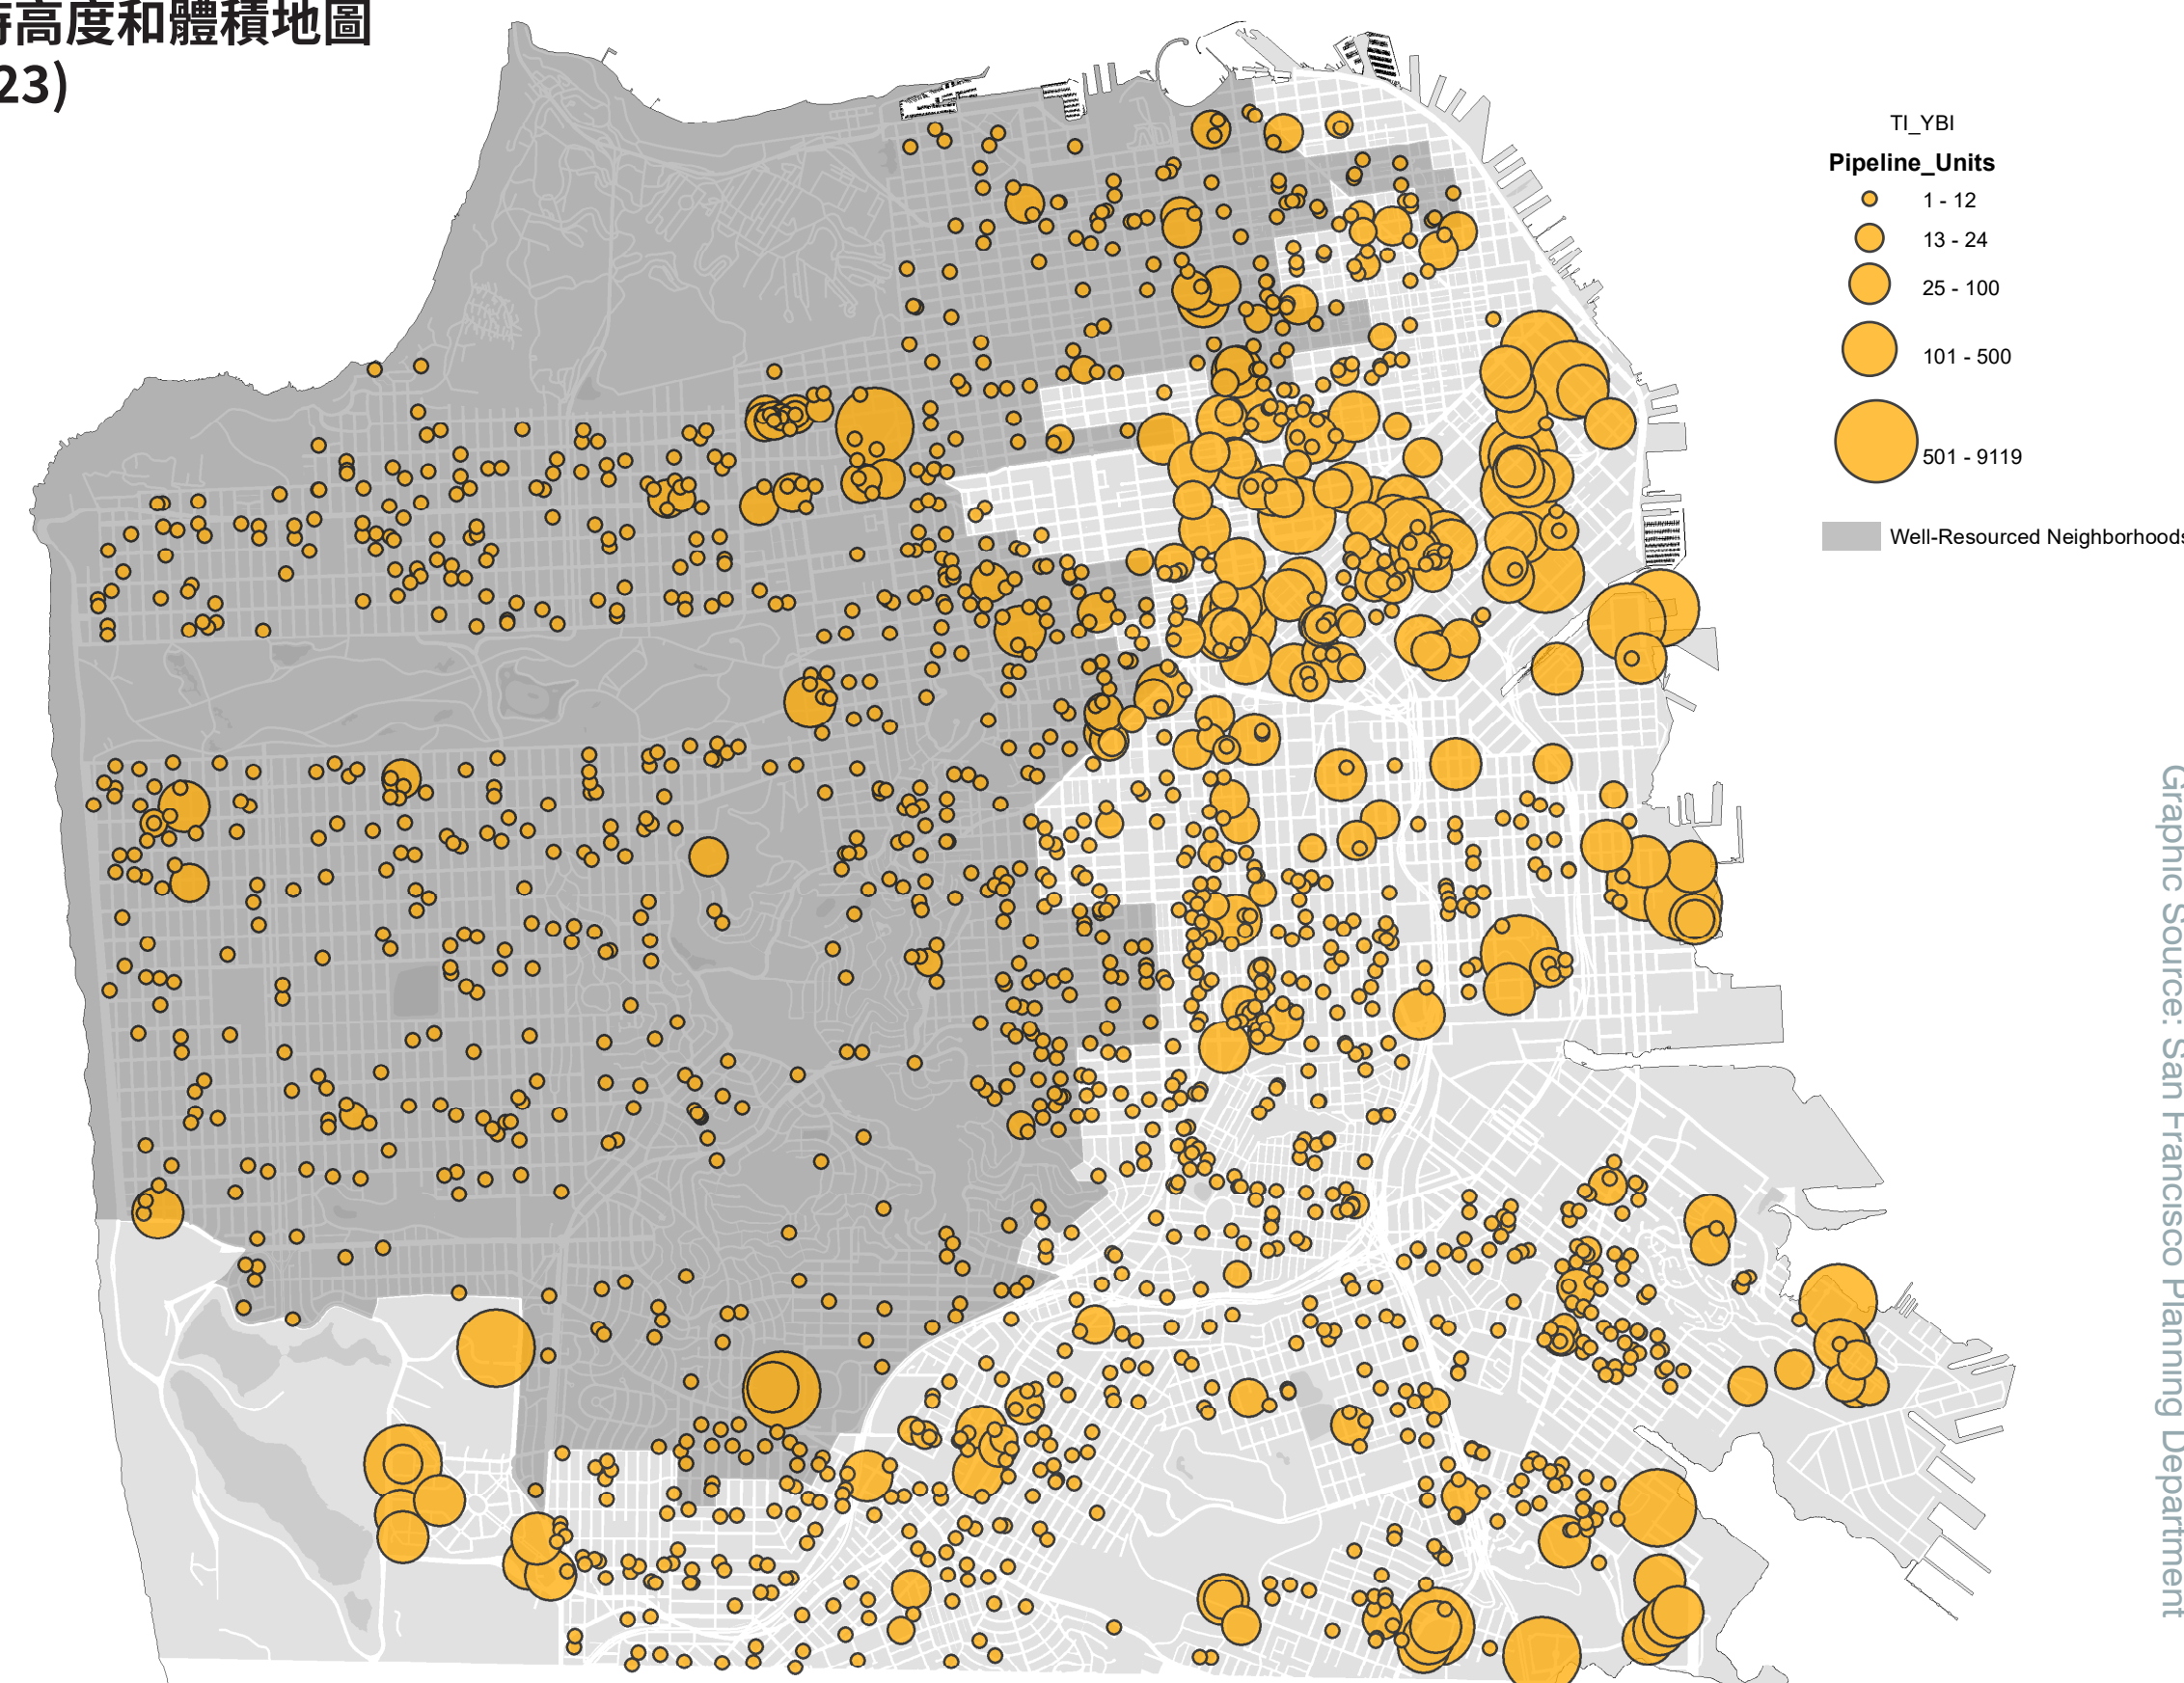 高度和體積地圖
23)
TI_YBI
Pipeline_Units
1 - 12
13 - 24
25 - 100
101 - 500
501 - 9119
Well-Resourced Neighborhoods
Graphic Source: San Francisco Planning Department